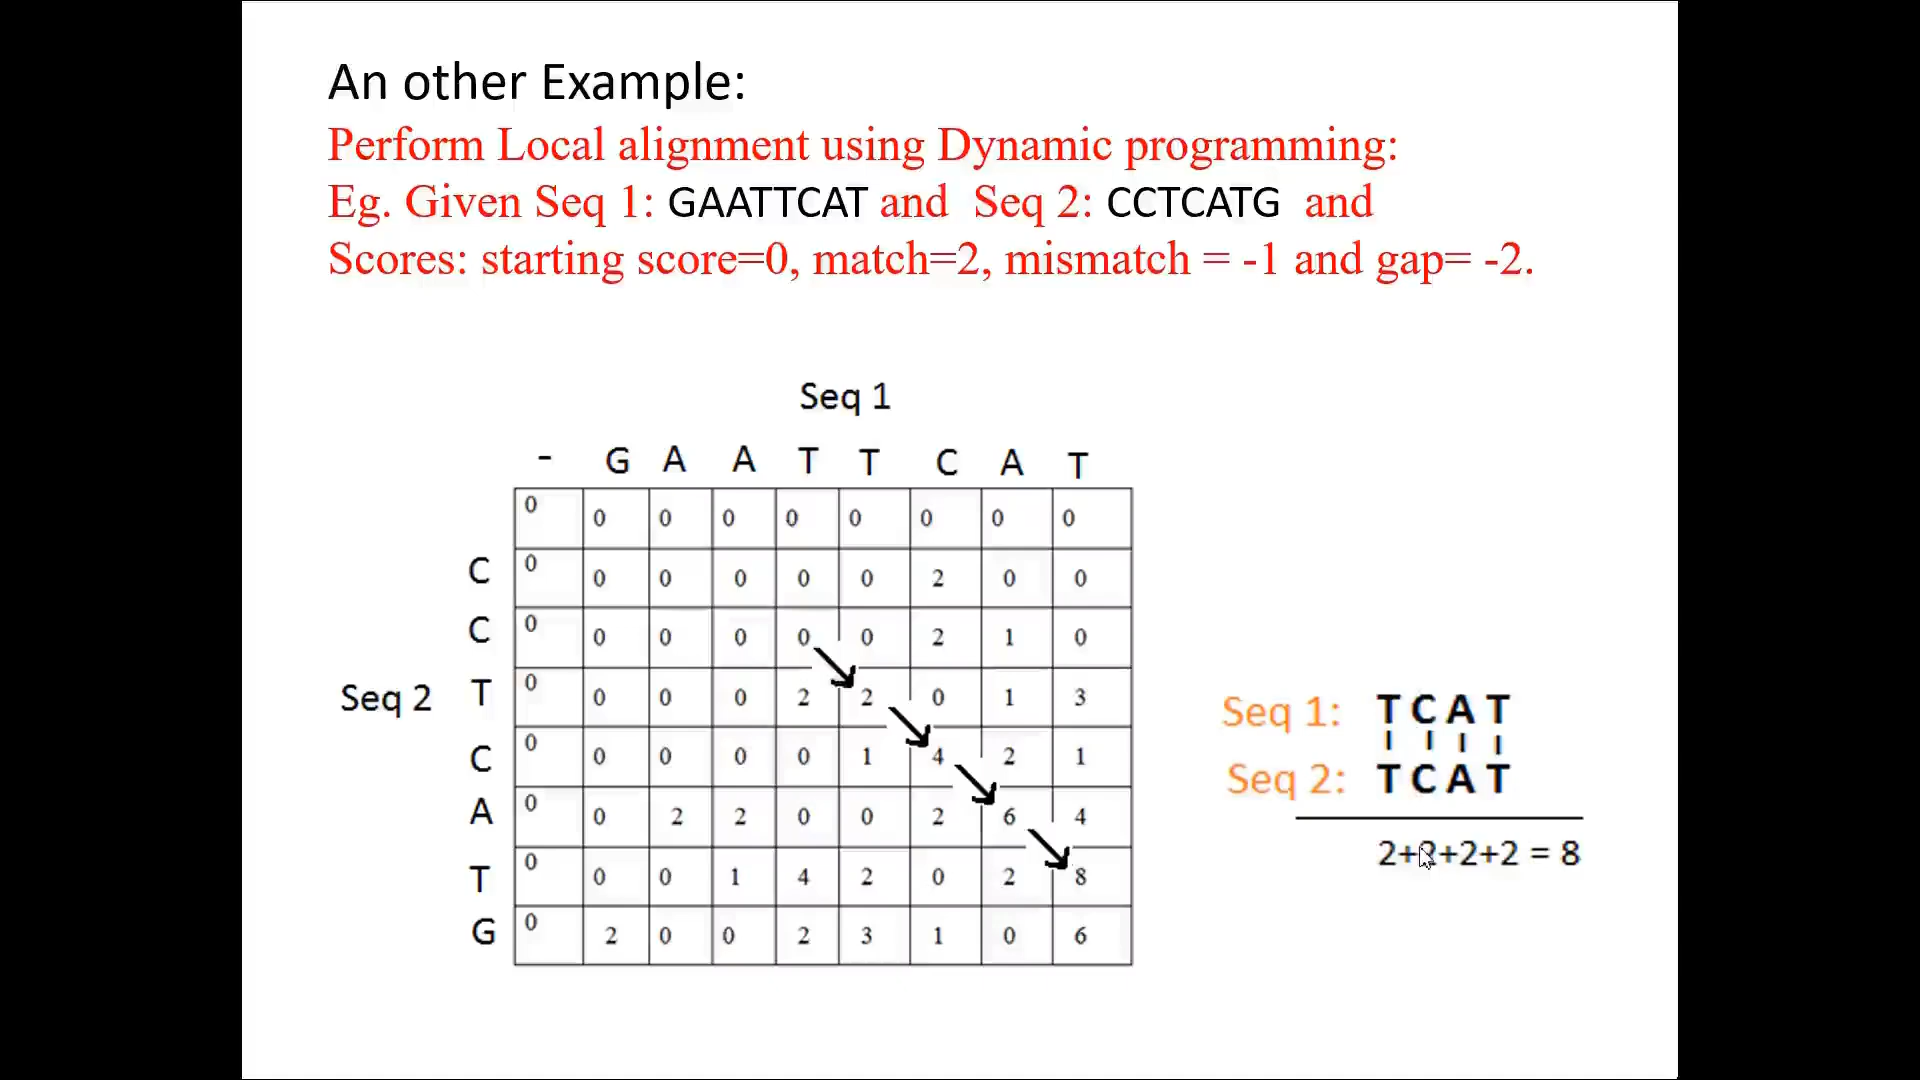 An other Example:
Perform Local alignment using Dynamic programming:
Eg. Given Seq 1: GAATTCAT and Seq 2: CCTCATG and
Scores: starting score=0, match=2, mismatch = -1 and gap= -2.
Seq 1
- G A A T T C A T
0 0 0 0 0 0 0 0 0
C 0 0 0 0 0 0 2 0 0
C 0 0 0 0 0 0 2 1 0
Seq 2 T 0 0 0 0 2 2 0 1 3
C 0 0 0 0 0 1 4 2 1
A 0 0 2 2 0 0 2 6 4
T 0 0 0 1 4 2 0 2 8
G 0 2 0 0 2 3 1 0 6
Seq 1: T C A T
Seq 2: T C A T
2+2+2+2 = 8